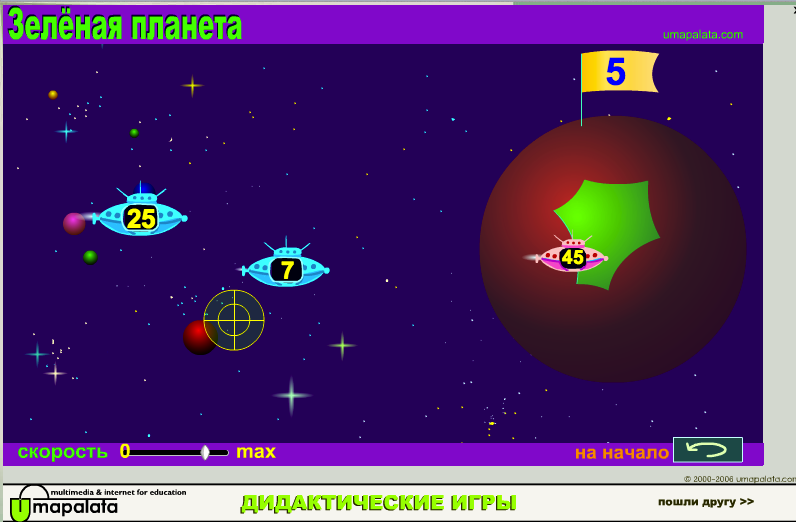 Зелёная планета
umapalata.com
5
25
7
45
скорость 0 max
на начало
© 2000-2006 umapalata.com
multimedia & internet for education
umapalata
ДИДАКТИЧЕСКИЕ ИГРЫ
пошли другу >>